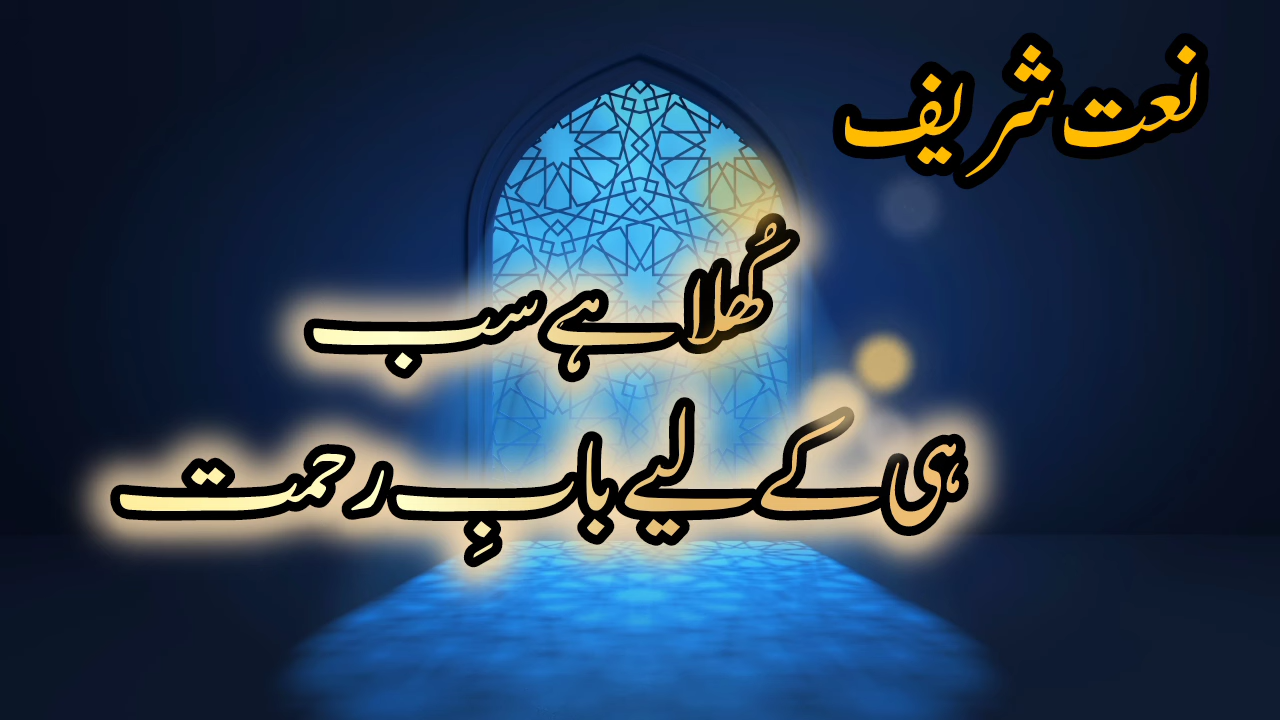 نعت شریف
کُھلا ہے سب
ہی کے لیے بابِ رحمت